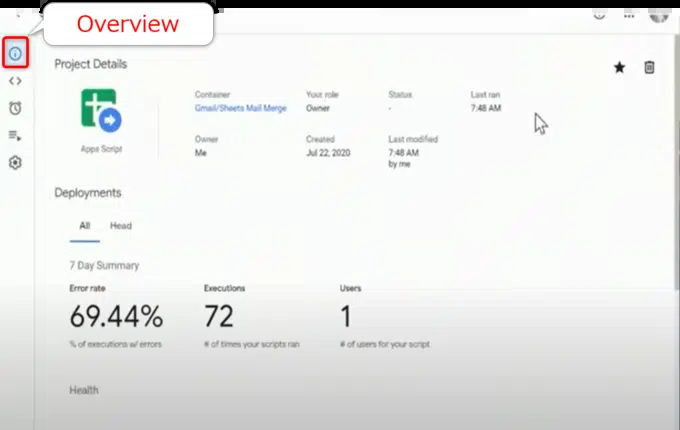 Overview
Project Details
Container
Your role
Status
Last ran
Gmail/Sheets Mail Merge
Owner
-
7:48 AM
Apps Script
Owner
Created
Last modified
Me
Jul 22, 2020
7:48 AM
by me
Deployments
All
Head
7 Day Summary
Error rate
Executions
Users
69.44%
72
1
% of executions w/ errors
# of times your scripts ran
# of users for your script
Health